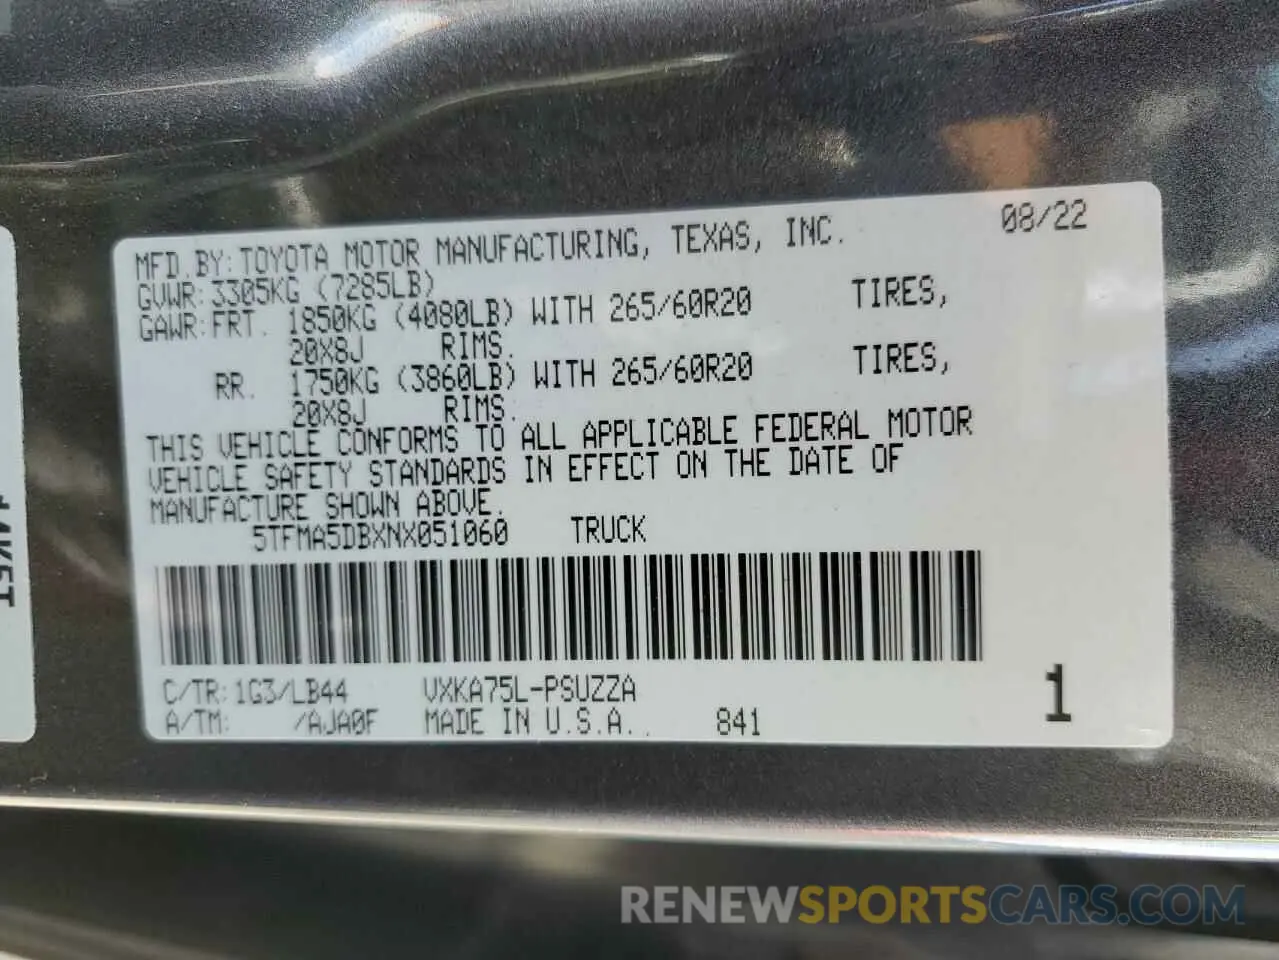 MFD.BY:TOYOTA MOTOR MANUFACTURING, TEXAS, INC. 08/22
GVWR:3305KG (7285LB)
GAWR:FRT. 1850KG (4080LB) WITH 265/60R20 TIRES,
20X8J RIMS.
RR. 1750KG (3860LB) WITH 265/60R20 TIRES,
20X8J RIMS.
THIS VEHICLE CONFORMS TO ALL APPLICABLE FEDERAL MOTOR
VEHICLE SAFETY STANDARDS IN EFFECT ON THE DATE OF
MANUFACTURE SHOWN ABOVE.
5TFMA5DBXNX051060 TRUCK
C/TR:1G3/LB44 VXKA75L-PSUZZA
A/TM: /AJA0F MADE IN U.S.A. 841
1
RENEWSPORTSCARS.COM